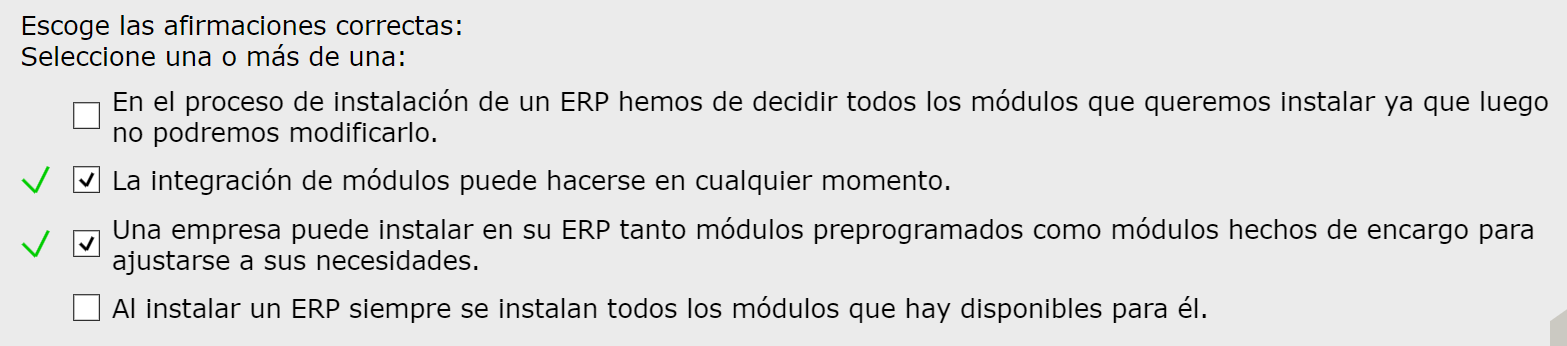 Escoge las afirmaciones correctas:
Seleccione una o más de una:
En el proceso de instalación de un ERP hemos de decidir todos los módulos que queremos instalar ya que luego
no podremos modificarlo.
La integración de módulos puede hacerse en cualquier momento.
Una empresa puede instalar en su ERP tanto módulos preprogramados como módulos hechos de encargo para
ajustarse a sus necesidades.
Al instalar un ERP siempre se instalan todos los módulos que hay disponibles para él.